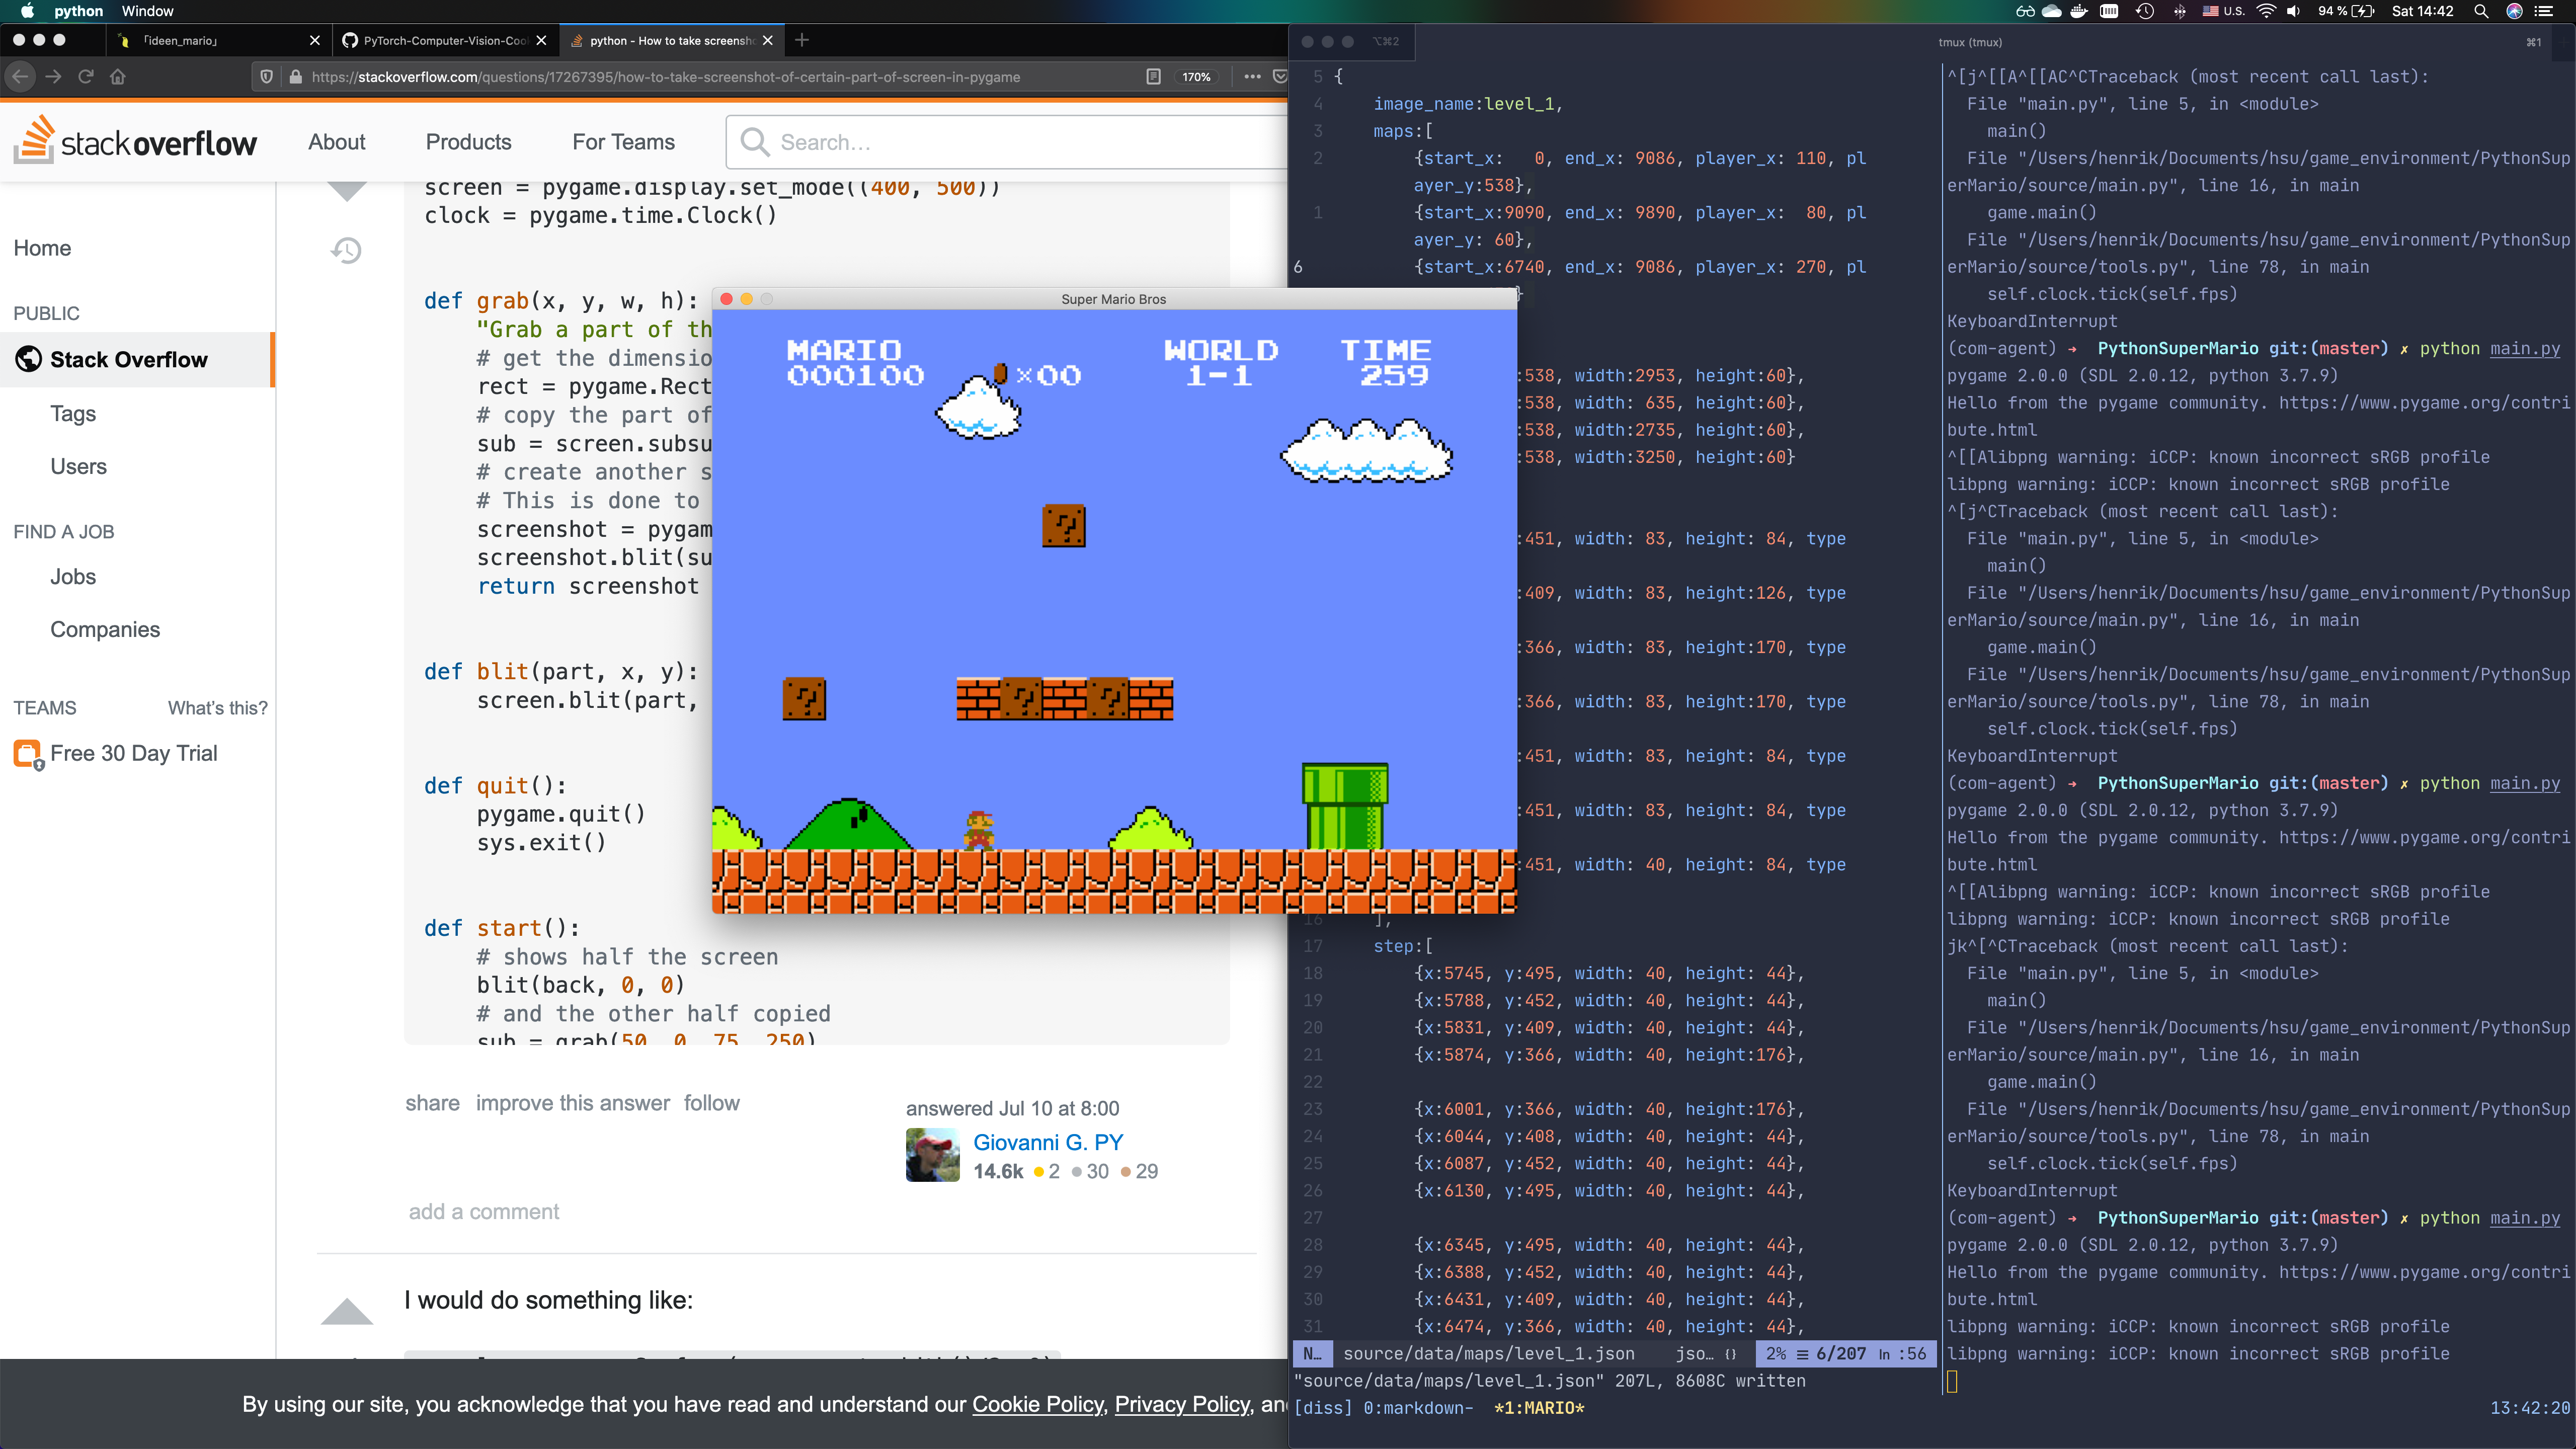 python Window
U.S. 94 % Sat 14:42
「ideen_mario」
PyTorch-Computer-Vision-Coo
python - How to take screensho
https://stackoverflow.com/questions/17267395/how-to-take-screenshot-of-certain-part-of-screen-in-pygame
170%
stackoverflow
About Products For Teams Search...
Home
PUBLIC
Stack Overflow
Tags
Users
FIND A JOB
Jobs
Companies
TEAMS What's this?
Free 30 Day Trial
screen = pygame.display.set_mode((400, 500))
clock = pygame.time.Clock()
def grab(x, y, w, h):
"Grab a part of th
# get the dimensio
rect = pygame.Rect
# copy the part of
sub = screen.subsu
# create another s
# This is done to
screenshot = pygam
screenshot.blit(su
return screenshot
def blit(part, x, y):
screen.blit(part,
def quit():
pygame.quit()
sys.exit()
def start():
# shows half the screen
blit(back, 0, 0)
# and the other half copied
sub = grab(50, 0, 75, 250)
share improve this answer follow
answered Jul 10 at 8:00
Giovanni G. PY
14.6k 2 30 29
add a comment
I would do something like:
By using our site, you acknowledge that you have read and understand our Cookie Policy, Privacy Policy, an
Super Mario Bros
MARIO WORLD TIME
000100 ×00 1-1 259
⌥⌘2
tmux (tmux)
⌘1
5 {
4 image_name:level_1,
3 maps:[
2 {start_x: 0, end_x: 9086, player_x: 110, pl
ayer_y:538},
1 {start_x:9090, end_x: 9890, player_x: 80, pl
ayer_y: 60},
6 {start_x:6740, end_x: 9086, player_x: 270, pl
}
:538, width:2953, height:60},
:538, width: 635, height:60},
:538, width:2735, height:60},
:538, width:3250, height:60}
:451, width: 83, height: 84, type
:409, width: 83, height:126, type
:366, width: 83, height:170, type
:366, width: 83, height:170, type
:451, width: 83, height: 84, type
:451, width: 83, height: 84, type
:451, width: 40, height: 84, type
16 ],
17 step:[
18 {x:5745, y:495, width: 40, height: 44},
19 {x:5788, y:452, width: 40, height: 44},
20 {x:5831, y:409, width: 40, height: 44},
21 {x:5874, y:366, width: 40, height:176},
22
23 {x:6001, y:366, width: 40, height:176},
24 {x:6044, y:408, width: 40, height: 44},
25 {x:6087, y:452, width: 40, height: 44},
26 {x:6130, y:495, width: 40, height: 44},
27
28 {x:6345, y:495, width: 40, height: 44},
29 {x:6388, y:452, width: 40, height: 44},
30 {x:6431, y:409, width: 40, height: 44},
31 {x:6474, y:366, width: 40, height: 44},
N… source/data/maps/level_1.json jso… {} 2% ≡ 6/207 ln :56
"source/data/maps/level_1.json" 207L, 8608C written
[diss] 0:markdown- *1:MARIO*
^[j^[[A^[[AC^CTraceback (most recent call last):
File "main.py", line 5, in <module>
main()
File "/Users/henrik/Documents/hsu/game_environment/PythonSup
erMario/source/main.py", line 16, in main
game.main()
File "/Users/henrik/Documents/hsu/game_environment/PythonSup
erMario/source/tools.py", line 78, in main
self.clock.tick(self.fps)
KeyboardInterrupt
(com-agent) → PythonSuperMario git:(master) ✗ python main.py
pygame 2.0.0 (SDL 2.0.12, python 3.7.9)
Hello from the pygame community. https://www.pygame.org/contri
bute.html
^[[Alibpng warning: iCCP: known incorrect sRGB profile
libpng warning: iCCP: known incorrect sRGB profile
^[j^CTraceback (most recent call last):
File "main.py", line 5, in <module>
main()
File "/Users/henrik/Documents/hsu/game_environment/PythonSup
erMario/source/main.py", line 16, in main
game.main()
File "/Users/henrik/Documents/hsu/game_environment/PythonSup
erMario/source/tools.py", line 78, in main
self.clock.tick(self.fps)
KeyboardInterrupt
(com-agent) → PythonSuperMario git:(master) ✗ python main.py
pygame 2.0.0 (SDL 2.0.12, python 3.7.9)
Hello from the pygame community. https://www.pygame.org/contri
bute.html
^[[Alibpng warning: iCCP: known incorrect sRGB profile
libpng warning: iCCP: known incorrect sRGB profile
jk^[^CTraceback (most recent call last):
File "main.py", line 5, in <module>
main()
File "/Users/henrik/Documents/hsu/game_environment/PythonSup
erMario/source/main.py", line 16, in main
game.main()
File "/Users/henrik/Documents/hsu/game_environment/PythonSup
erMario/source/tools.py", line 78, in main
self.clock.tick(self.fps)
KeyboardInterrupt
(com-agent) → PythonSuperMario git:(master) ✗ python main.py
pygame 2.0.0 (SDL 2.0.12, python 3.7.9)
Hello from the pygame community. https://www.pygame.org/contri
bute.html
libpng warning: iCCP: known incorrect sRGB profile
libpng warning: iCCP: known incorrect sRGB profile
13:42:20